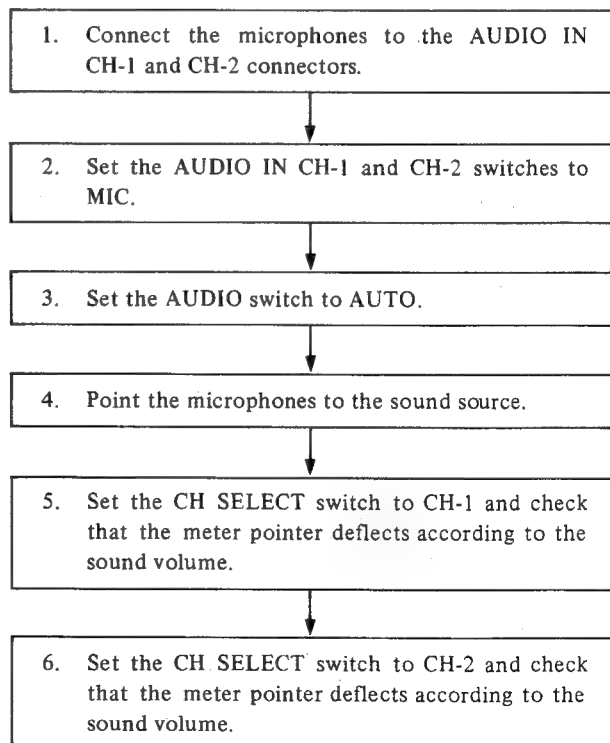 1. Connect the microphones to the AUDIO IN
CH-1 and CH-2 connectors.
2. Set the AUDIO IN CH-1 and CH-2 switches to
MIC.
3. Set the AUDIO switch to AUTO.
4. Point the microphones to the sound source.
5. Set the CH SELECT switch to CH-1 and check
that the meter pointer deflects according to the
sound volume.
6. Set the CH SELECT switch to CH-2 and check
that the meter pointer deflects according to the
sound volume.